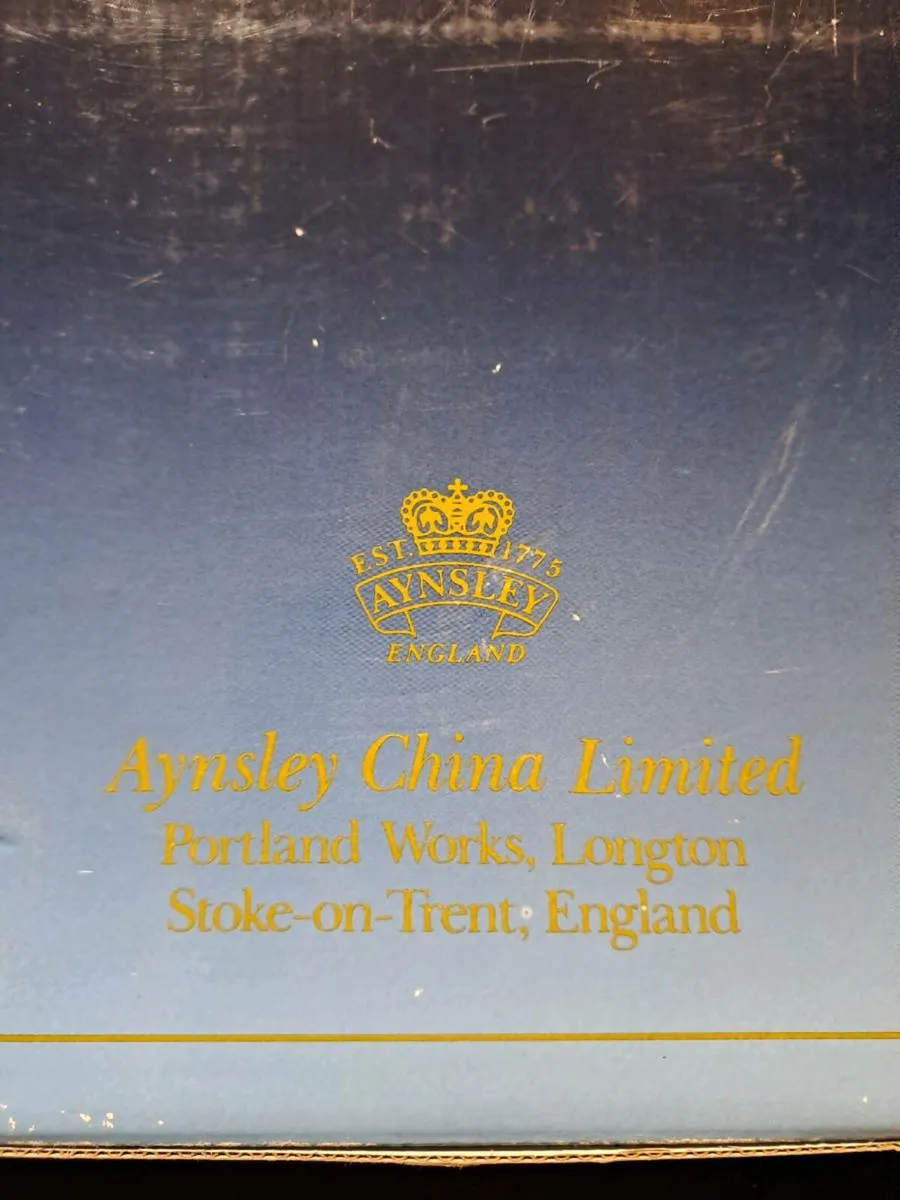 EST. 1775
AYNSLEY
ENGLAND
Aynsley China Limited
Portland Works, Longton
Stoke-on-Trent, England